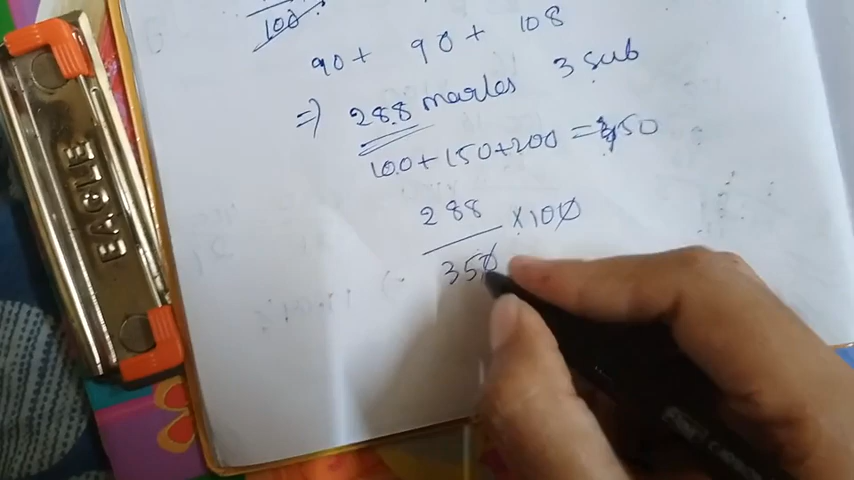 100
90 + 90 + 108
=) 288 marks 3 sub
100 + 150 + 200 = 450
288
350
× 100
EAGLE